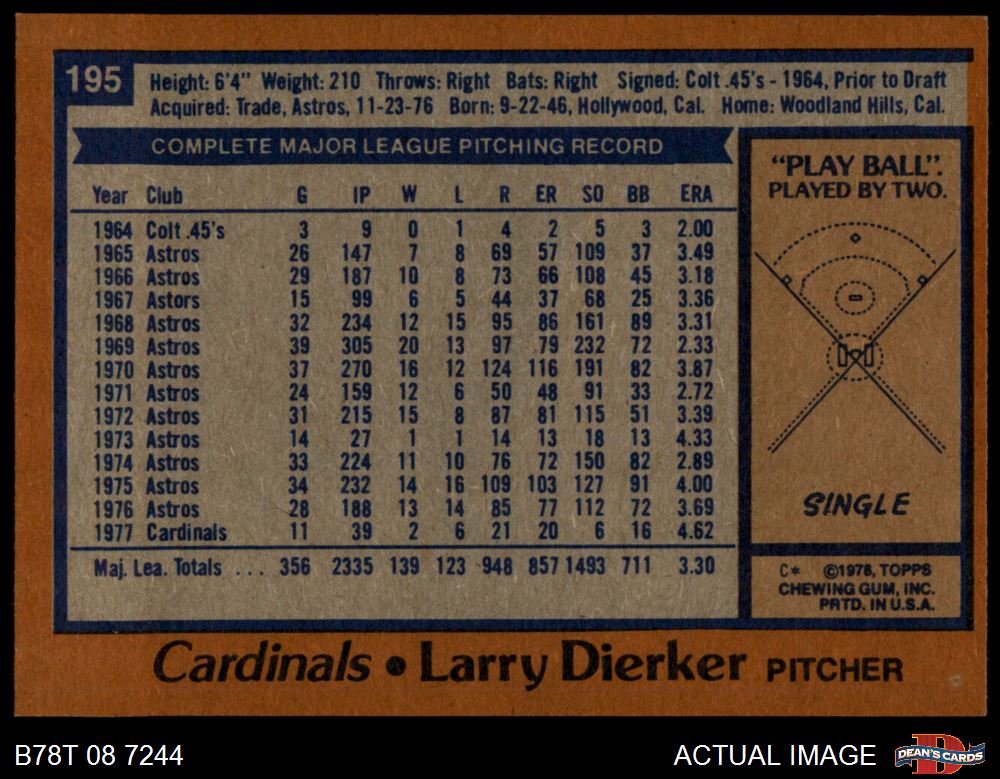 195
Height: 6'4" Weight: 210 Throws: Right Bats: Right Signed: Colt .45's - 1964, Prior to Draft
Acquired: Trade, Astros, 11-23-76 Born: 9-22-46, Hollywood, Cal. Home: Woodland Hills, Cal.
COMPLETE MAJOR LEAGUE PITCHING RECORD
Year Club G IP W L R ER SO BB ERA
1964 Colt .45's 3 9 0 1 4 2 5 3 2.00
1965 Astros 26 147 7 8 69 57 109 37 3.49
1966 Astros 29 187 10 8 73 66 108 45 3.18
1967 Astors 15 99 6 5 44 37 68 25 3.36
1968 Astros 32 234 12 15 95 86 161 89 3.31
1969 Astros 39 305 20 13 97 79 232 72 2.33
1970 Astros 37 270 16 12 124 116 191 82 3.87
1971 Astros 24 159 12 6 50 48 91 33 2.72
1972 Astros 31 215 15 8 87 81 115 51 3.39
1973 Astros 14 27 1 1 14 13 18 13 4.33
1974 Astros 33 224 11 10 76 72 150 82 2.89
1975 Astros 34 232 14 16 109 103 127 91 4.00
1976 Astros 28 188 13 14 85 77 112 72 3.69
1977 Cardinals 11 39 2 6 21 20 6 16 4.62
Maj. Lea. Totals ... 356 2335 139 123 948 857 1493 711 3.30
"PLAY BALL".
PLAYED BY TWO.
SINGLE
C* ©1978, TOPPS
CHEWING GUM, INC.
PRTD. IN U.S.A.
Cardinals • Larry Dierker PITCHER
B78T 08 7244
ACTUAL IMAGE
D
DEAN'S CARDS